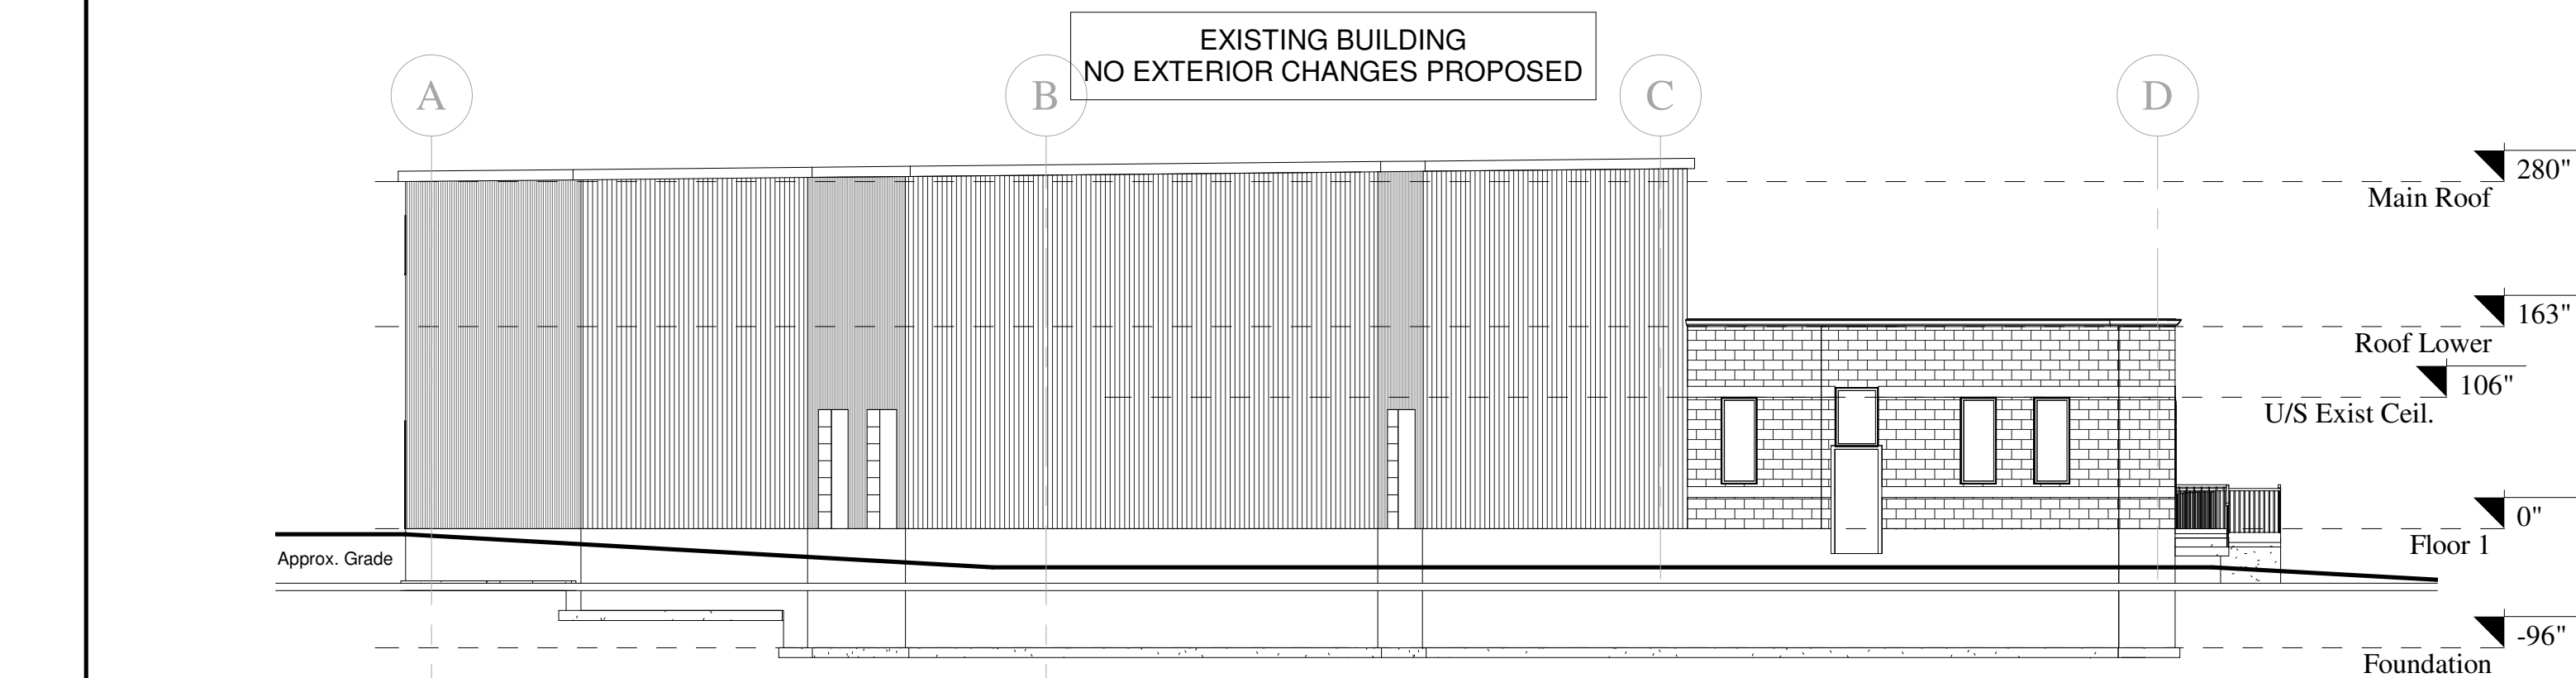 EXISTING BUILDING
NO EXTERIOR CHANGES PROPOSED
A
B
C
D
280"
Main Roof
163"
Roof Lower
106"
U/S Exist Ceil.
0"
Floor 1
Approx. Grade
-96"
Foundation